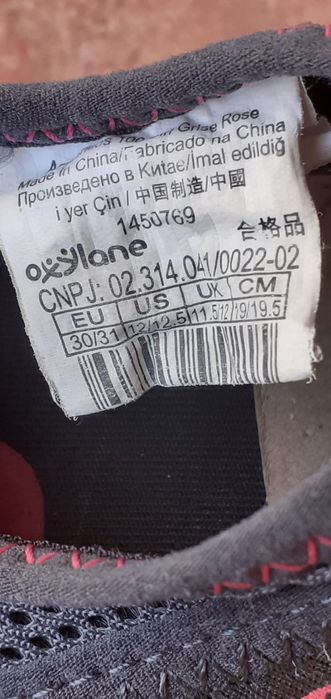 Grise Rose
Made in China/Fabricado na China
Произведено в Китае/İmal edildiğ
i yer Çin / 中国制造/中國
1450769
合格品
oxylane
CNPJ: 02.314.041/0022-02
EU US UK CM
30/31 12/12.5 11.5/12 19/19.5